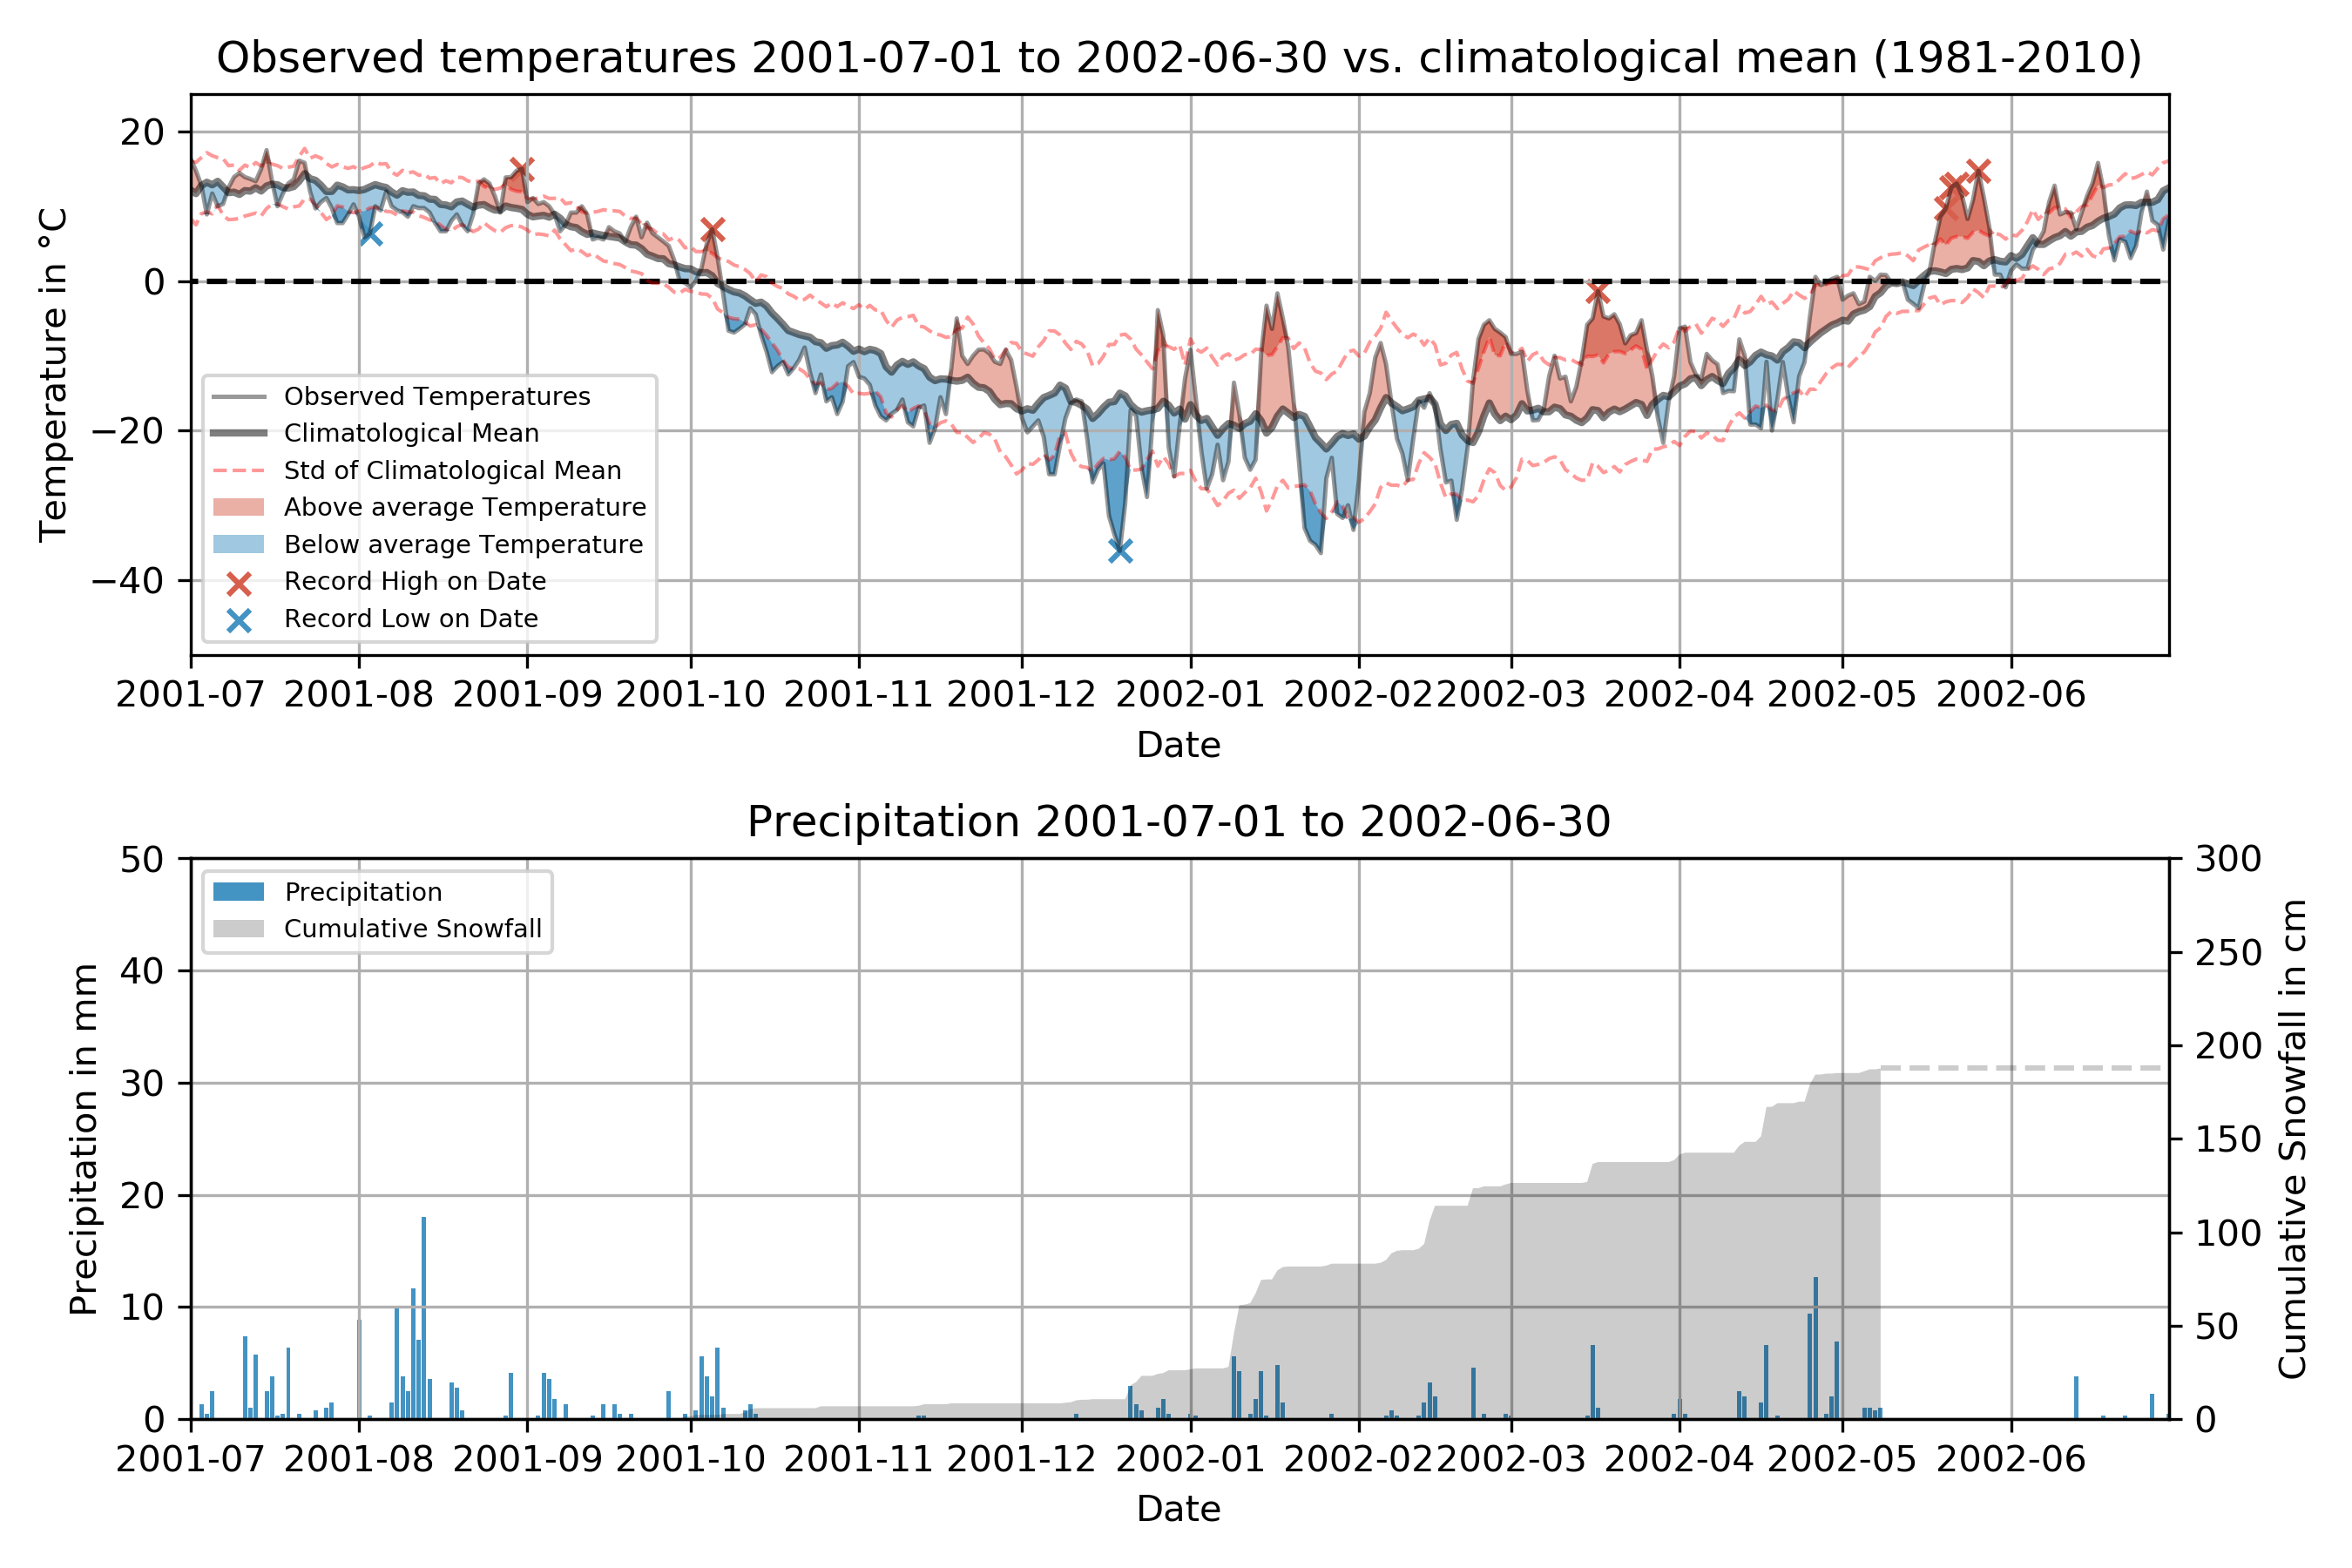 Observed temperatures 2001-07-01 to 2002-06-30 vs. climatological mean (1981-2010)
Temperature in °C
20
0
−20
−40
Observed Temperatures
Climatological Mean
Std of Climatological Mean
Above average Temperature
Below average Temperature
Record High on Date
Record Low on Date
2001-07 2001-08 2001-09 2001-10 2001-11 2001-12 2002-01 2002-02 2002-03 2002-04 2002-05 2002-06
Date
Precipitation 2001-07-01 to 2002-06-30
Precipitation in mm
50
40
30
20
10
0
Precipitation
Cumulative Snowfall
300
250
200
150
100
50
0
Cumulative Snowfall in cm
2001-07 2001-08 2001-09 2001-10 2001-11 2001-12 2002-01 2002-02 2002-03 2002-04 2002-05 2002-06
Date